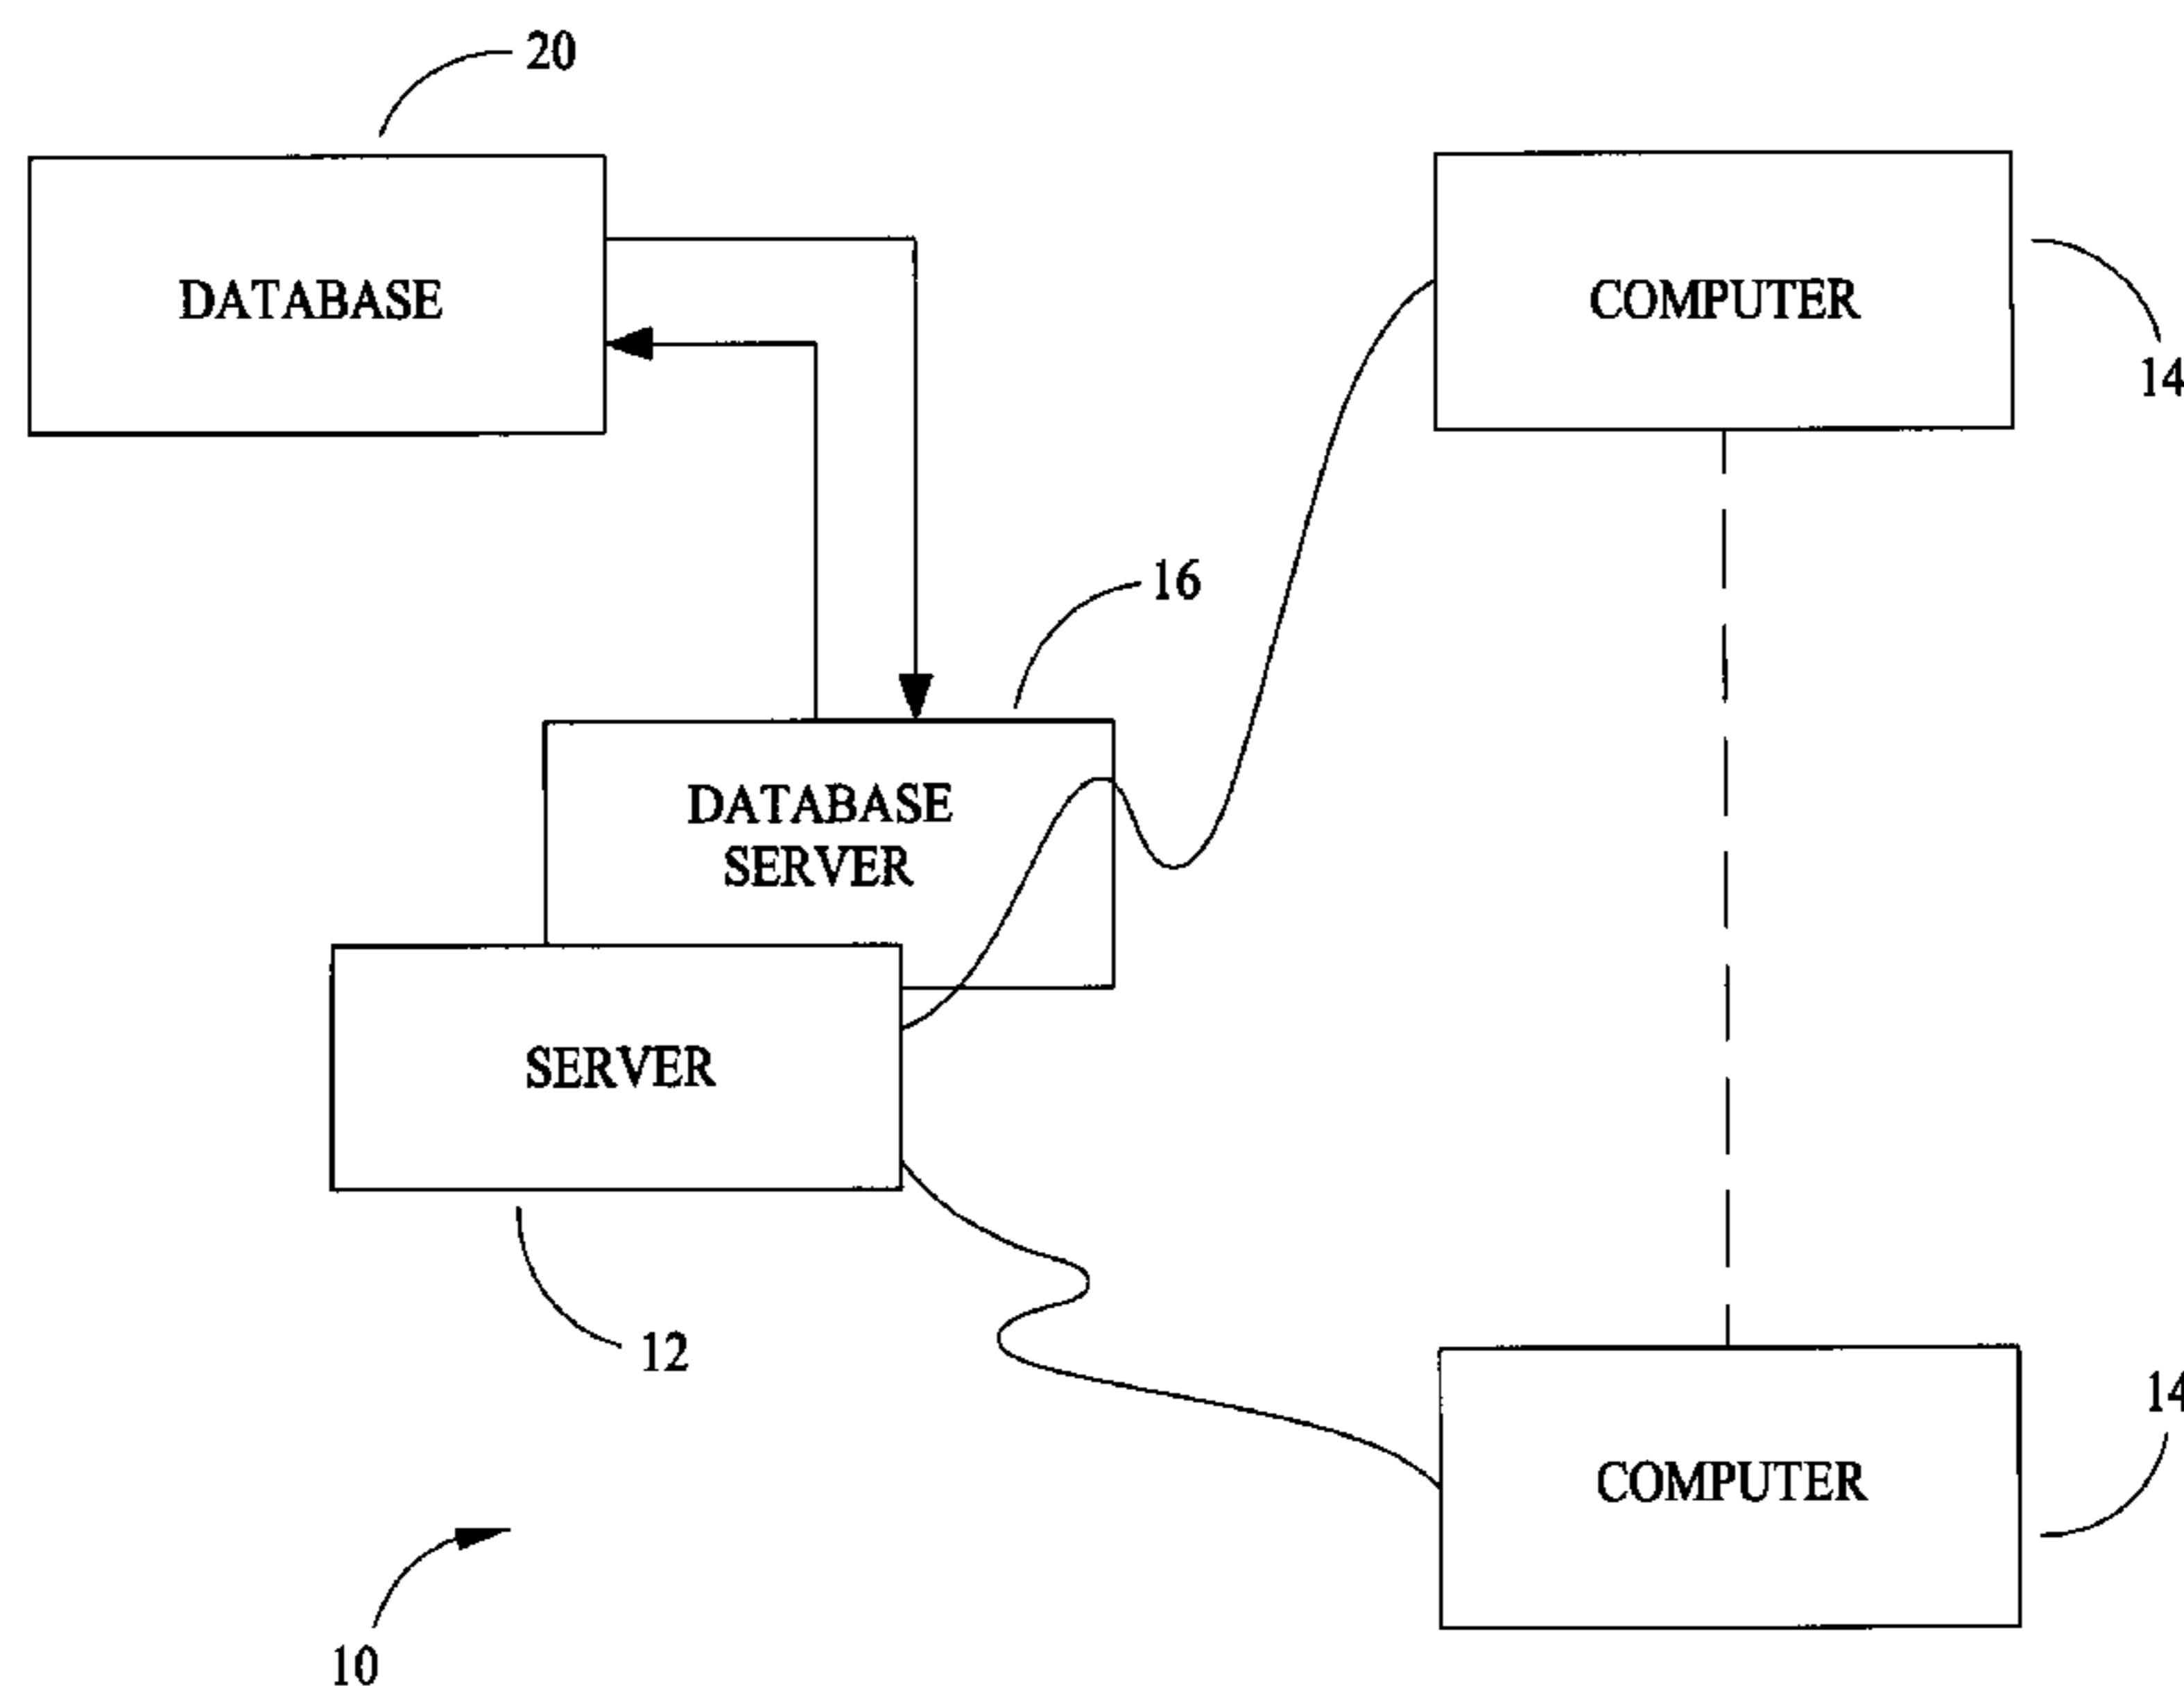 20
DATABASE
COMPUTER
14
16
DATABASE
SERVER
SERVER
12
14
COMPUTER
10